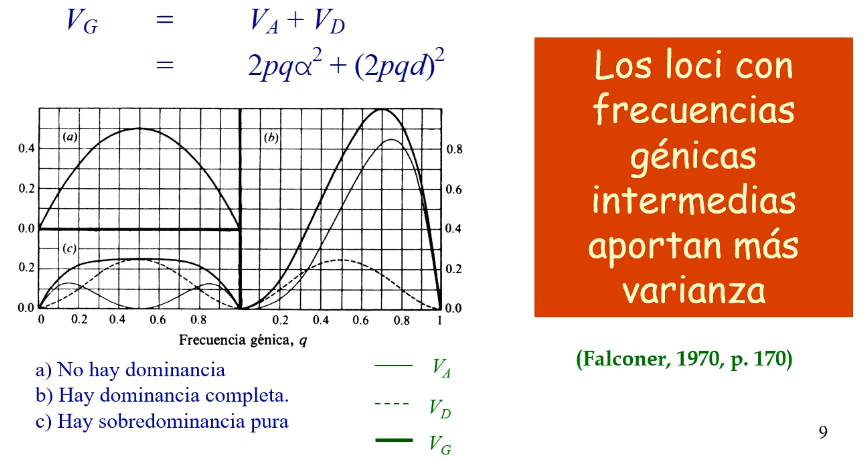 V_G = V_A + V_D
= 2pqα² + (2pqd)²
Los loci con
frecuencias
génicas
intermedias
aportan más
varianza
(Falconer, 1970, p. 170)
(a)
(b)
(c)
0.4
0.2
0.0
0.2
0.0
0.8
0.6
0.4
0.2
0.0
0 0.2 0.4 0.6 0.8 0.2 0.4 0.6 0.8 1
Frecuencia génica, q
a) No hay dominancia
b) Hay dominancia completa.
c) Hay sobredominancia pura
V_A
V_D
V_G
9